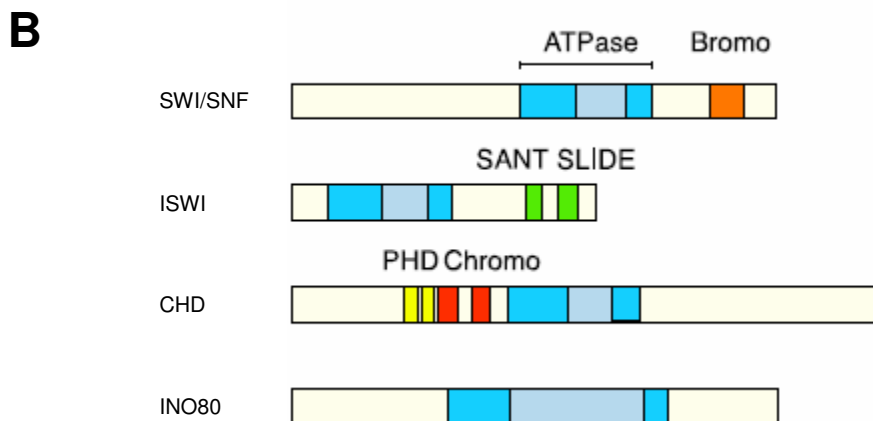 B
ATPase Bromo
SWI/SNF
SANT SLIDE
ISWI
PHD Chromo
CHD
INO80